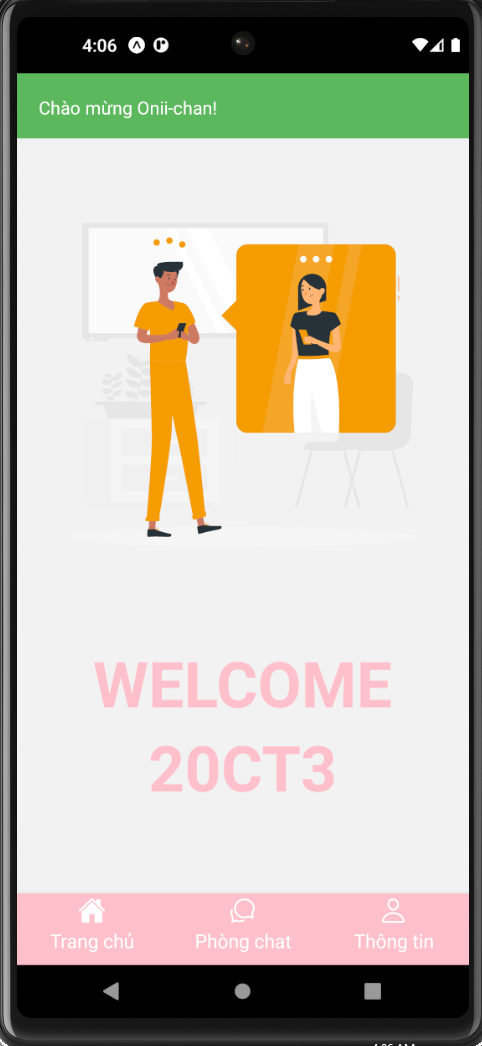 4:06
Chào mừng Onii-chan!
WELCOME
20CT3
Trang chủ Phòng chat Thông tin